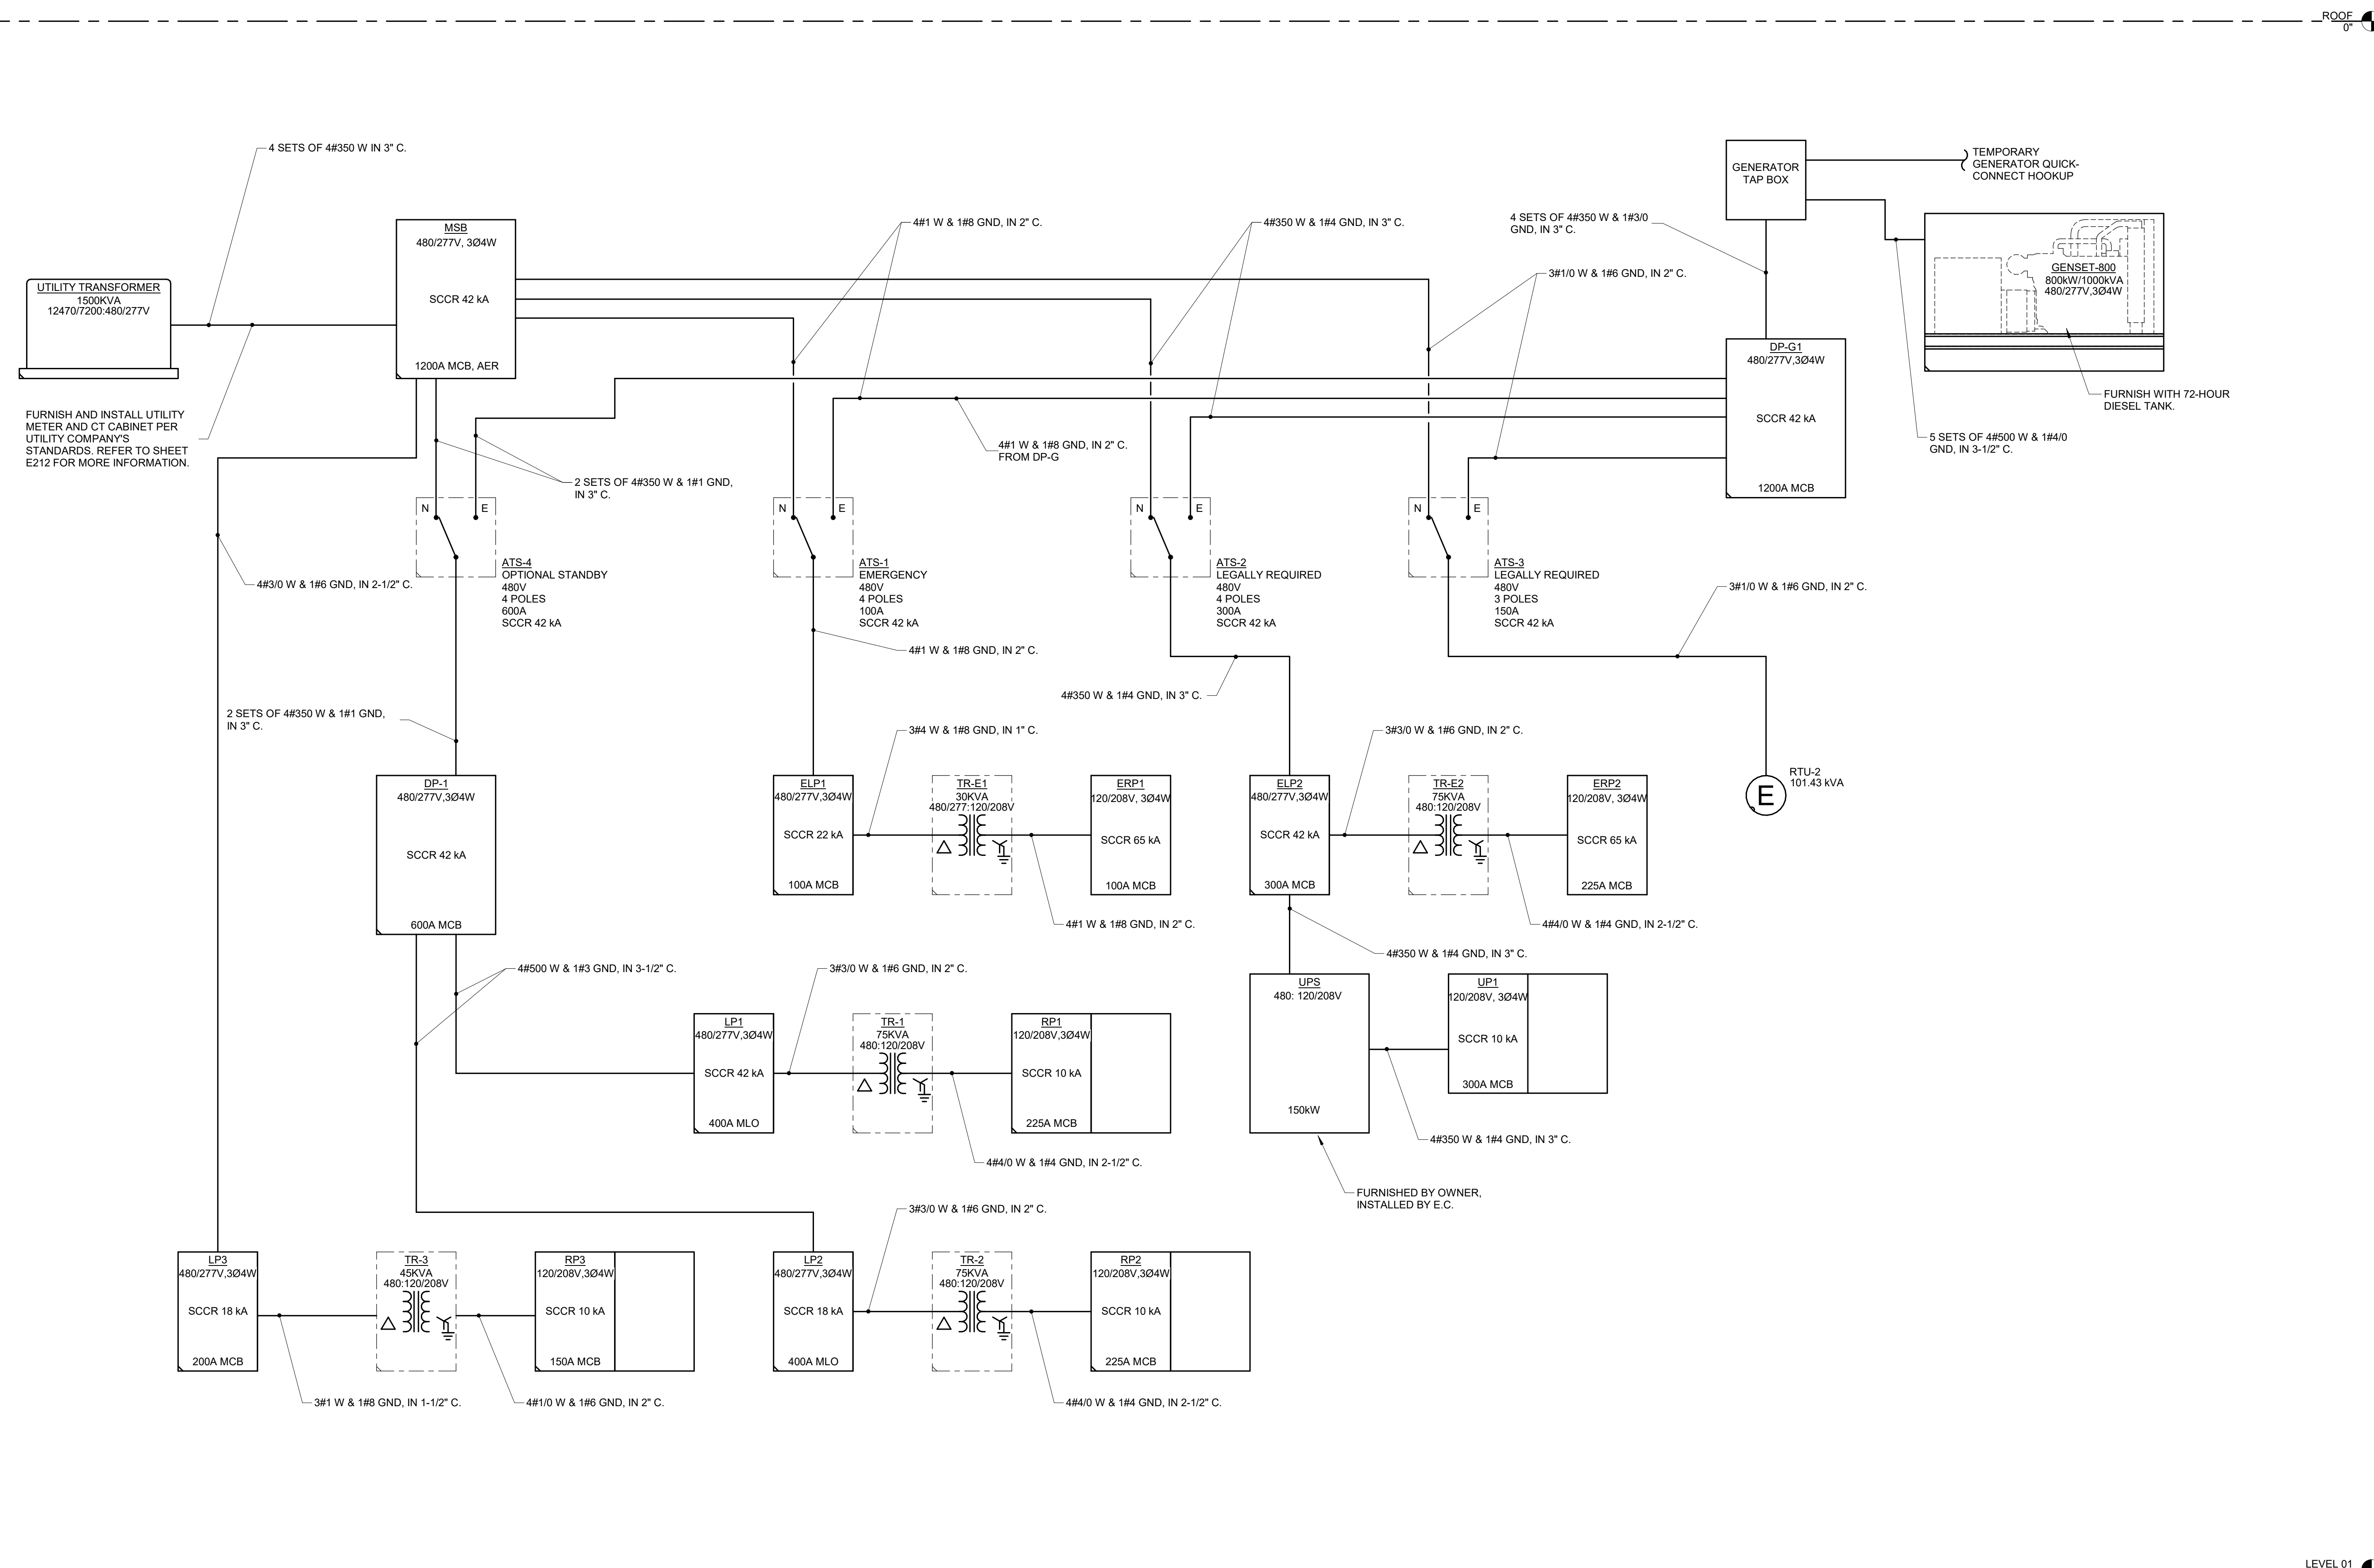 ROOF
0"
4 SETS OF 4#350 W IN 3" C.
GENERATOR
TAP BOX
TEMPORARY
GENERATOR QUICK-
CONNECT HOOKUP
MSB
480/277V, 3Ø4W
SCCR 42 kA
1200A MCB, AER
4#1 W & 1#8 GND, IN 2" C.
4#350 W & 1#4 GND, IN 3" C.
4 SETS OF 4#350 W & 1#3/0
GND, IN 3" C.
3#1/0 W & 1#6 GND, IN 2" C.
UTILITY TRANSFORMER
1500KVA
12470/7200:480/277V
GENSET-800
800kW/1000kVA
480/277V,3Ø4W
DP-G1
480/277V,3Ø4W
SCCR 42 kA
1200A MCB
FURNISH WITH 72-HOUR
DIESEL TANK.
FURNISH AND INSTALL UTILITY
METER AND CT CABINET PER
UTILITY COMPANY'S
STANDARDS. REFER TO SHEET
E212 FOR MORE INFORMATION.
4#1 W & 1#8 GND, IN 2" C.
FROM DP-G
5 SETS OF 4#500 W & 1#4/0
GND, IN 3-1/2" C.
2 SETS OF 4#350 W & 1#1 GND,
IN 3" C.
N
E
N
E
N
E
N
E
4#3/0 W & 1#6 GND, IN 2-1/2" C.
ATS-4
OPTIONAL STANDBY
480V
4 POLES
600A
SCCR 42 kA
ATS-1
EMERGENCY
480V
4 POLES
100A
SCCR 42 kA
ATS-2
LEGALLY REQUIRED
480V
4 POLES
300A
SCCR 42 kA
ATS-3
LEGALLY REQUIRED
480V
3 POLES
150A
SCCR 42 kA
3#1/0 W & 1#6 GND, IN 2" C.
4#1 W & 1#8 GND, IN 2" C.
4#350 W & 1#4 GND, IN 3" C.
2 SETS OF 4#350 W & 1#1 GND,
IN 3" C.
3#4 W & 1#8 GND, IN 1" C.
3#3/0 W & 1#6 GND, IN 2" C.
DP-1
480/277V,3Ø4W
SCCR 42 kA
600A MCB
ELP1
480/277V,3Ø4W
SCCR 22 kA
100A MCB
TR-E1
30KVA
480/277:120/208V
ERP1
120/208V, 3Ø4W
SCCR 65 kA
100A MCB
ELP2
480/277V,3Ø4W
SCCR 42 kA
300A MCB
TR-E2
75KVA
480:120/208V
ERP2
120/208V, 3Ø4W
SCCR 65 kA
225A MCB
E
RTU-2
101.43 kVA
4#1 W & 1#8 GND, IN 2" C.
4#4/0 W & 1#4 GND, IN 2-1/2" C.
4#350 W & 1#4 GND, IN 3" C.
4#500 W & 1#3 GND, IN 3-1/2" C.
3#3/0 W & 1#6 GND, IN 2" C.
LP1
480/277V,3Ø4W
SCCR 42 kA
400A MLO
TR-1
75KVA
480:120/208V
RP1
120/208V,3Ø4W
SCCR 10 kA
225A MCB
UPS
480: 120/208V
150kW
UP1
120/208V, 3Ø4W
SCCR 10 kA
300A MCB
4#350 W & 1#4 GND, IN 3" C.
4#4/0 W & 1#4 GND, IN 2-1/2" C.
FURNISHED BY OWNER,
INSTALLED BY E.C.
3#3/0 W & 1#6 GND, IN 2" C.
LP3
480/277V,3Ø4W
SCCR 18 kA
200A MCB
TR-3
45KVA
480:120/208V
RP3
120/208V,3Ø4W
SCCR 10 kA
150A MCB
LP2
480/277V,3Ø4W
SCCR 18 kA
400A MLO
TR-2
75KVA
480:120/208V
RP2
120/208V,3Ø4W
SCCR 10 kA
225A MCB
3#1 W & 1#8 GND, IN 1-1/2" C.
4#1/0 W & 1#6 GND, IN 2" C.
4#4/0 W & 1#4 GND, IN 2-1/2" C.
LEVEL 01